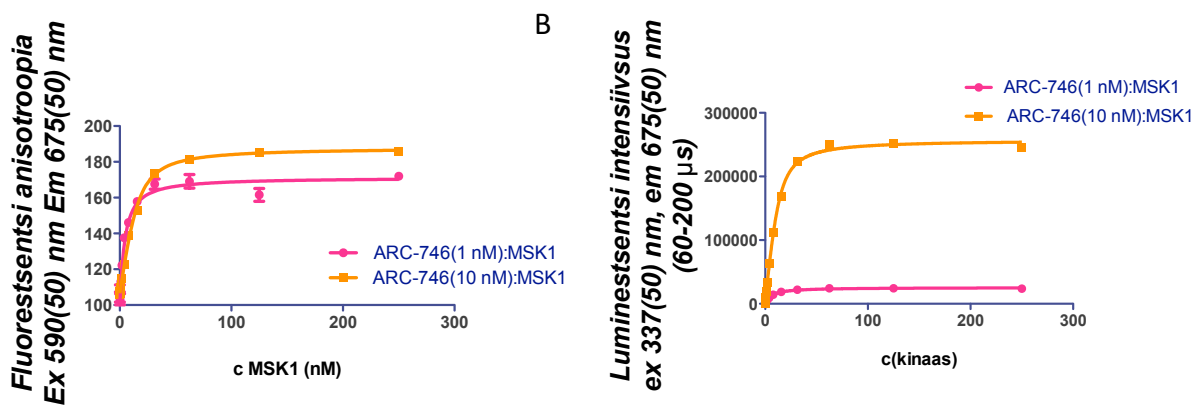 Fluorestsentsi anisotroopia
Ex 590(50) nm Em 675(50) nm
200
180
160
140
120
100
0
100
200
300
c MSK1 (nM)
ARC-746(1 nM):MSK1
ARC-746(10 nM):MSK1
B
Luminestsentsi intensiivsus
ex 337(50) nm, em 675(50) nm
(60-200 µs)
ARC-746(1 nM):MSK1
ARC-746(10 nM):MSK1
300000
200000
100000
0
0
100
200
300
c(kinaas)